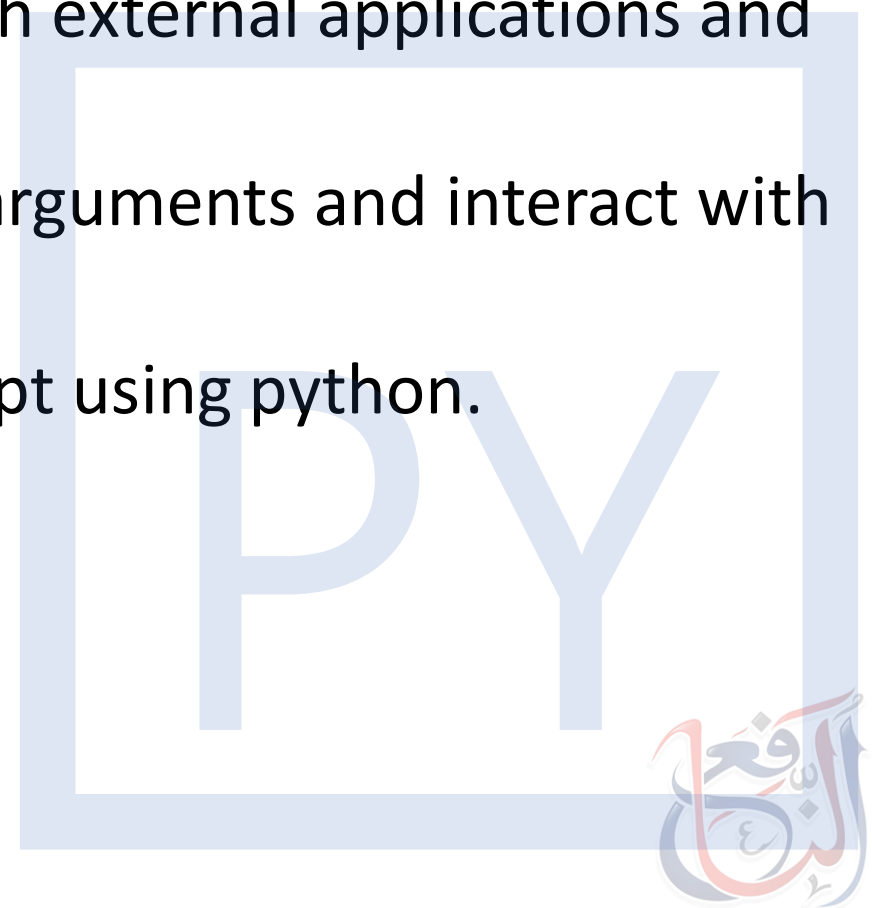 h external applications and
rguments and interact with
pt using python.
PY